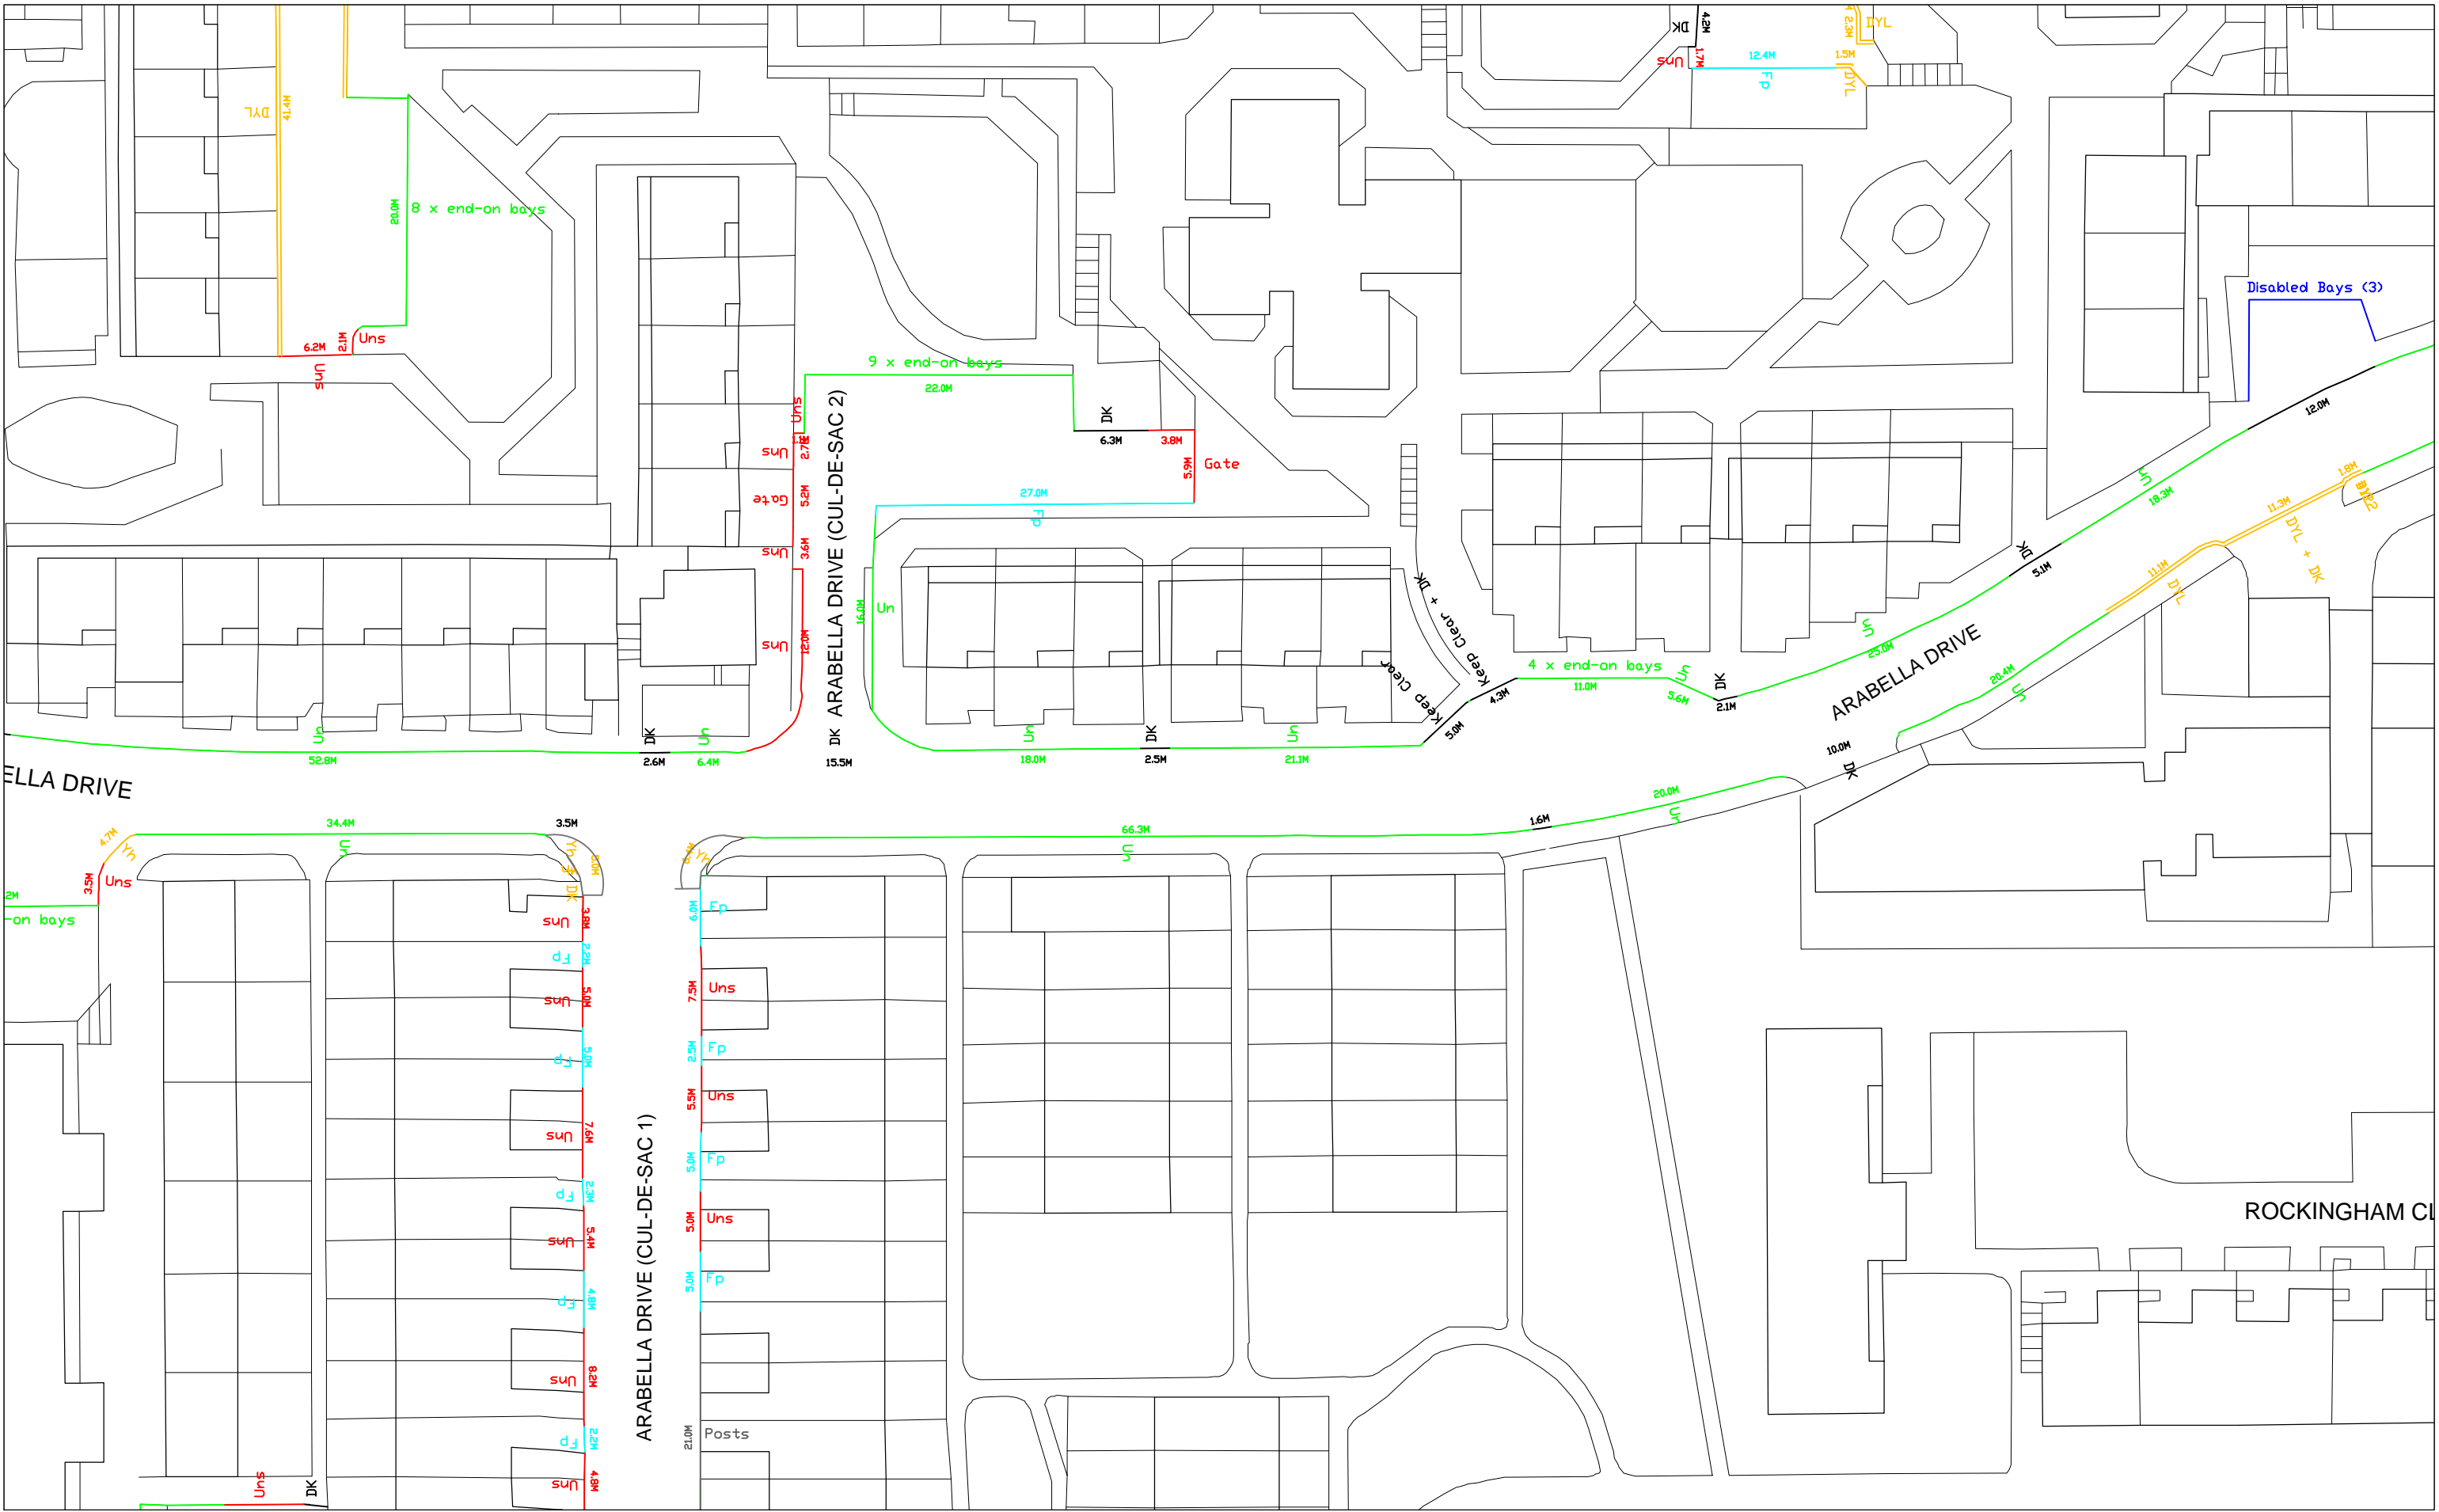 DYL
41.4M
20.0M
8 x end-on bays
6.2M
2.1M
Uns
Uns
DK
4.2M
1.7M
Uns
12.4M
Fp
2.3M
DYL
1.5M
DYL
Disabled Bays (3)
12.0M
9 x end-on bays
22.0M
Uns
1.1M
2.7M
Uns
DK
6.3M
3.8M
5.9M
Gate
Gate
5.2M
27.0M
Fp
Uns
3.6M
16.0M
Un
Uns
12.0M
ARABELLA DRIVE (CUL-DE-SAC 2)
DK
15.5M
Keep Clear + DK
Keep Clear
4.3M
5.0M
4 x end-on bays
11.0M
Un
5.6M
DK
2.1M
Un
25.0M
DK
5.1M
Un
18.3M
1.8M
11.3M
DYL + DK
11.1M
DYL
ARABELLA DRIVE
20.4M
Un
10.0M
DK
Un
52.8M
DK
2.6M
Un
6.4M
Un
18.0M
DK
2.5M
Un
21.1M
ELLA DRIVE
4.7M
Yh
34.4M
Un
3.5M
Yh + DK
Yh
66.3M
Un
1.6M
20.0M
Un
3.5M
Uns
2M
-on bays
Uns
3.8M
Fp
2.2M
Uns
5.0M
Fp
5.0M
Uns
7.6M
Fp
2.3M
Uns
5.4M
Fp
4.8M
Uns
8.2M
Fp
2.2M
Uns
4.8M
ARABELLA DRIVE (CUL-DE-SAC 1)
6.0M
Fp
7.5M
Uns
2.5M
Fp
5.5M
Uns
5.0M
Fp
5.0M
Uns
5.0M
Fp
21.0M
Posts
ROCKINGHAM CL
Uns
DK